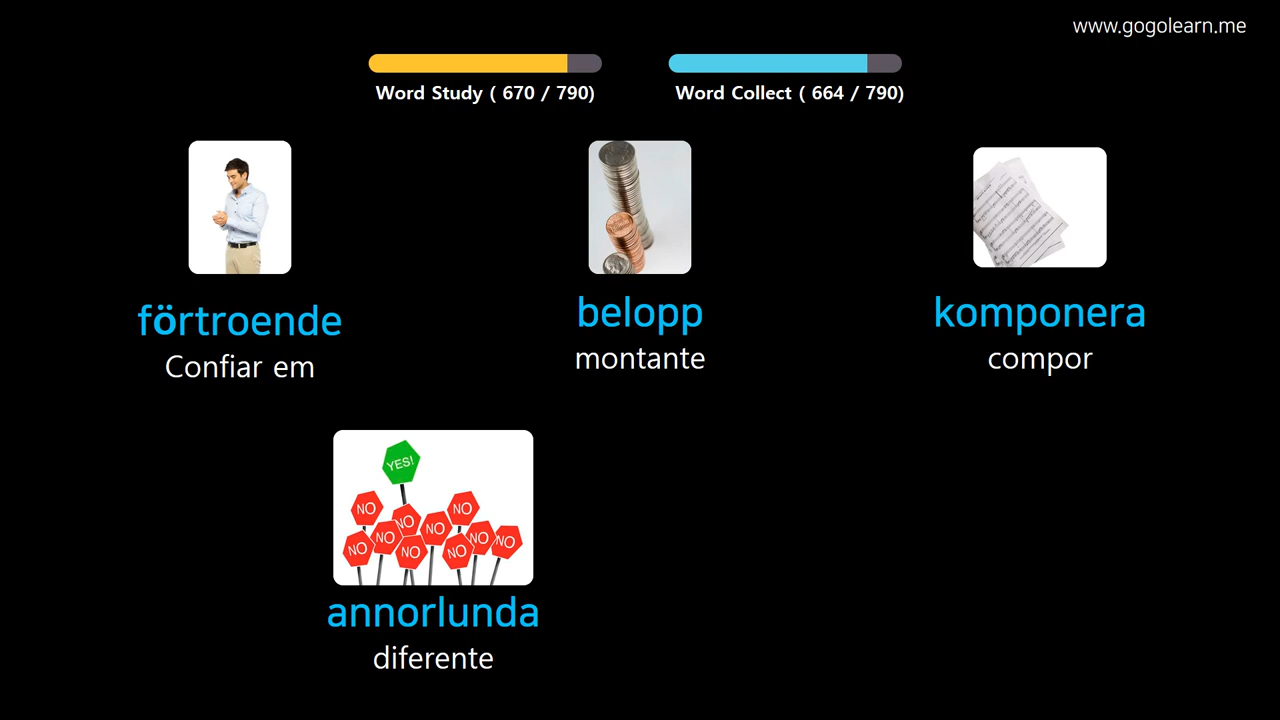 www.gogolearn.me
Word Study ( 670 / 790)
Word Collect ( 664 / 790)
förtroende
Confiar em
belopp
montante
komponera
compor
YES!
NO
NO
NO
NO
NO
NO
NO
NO
NO
NO
annorlunda
diferente